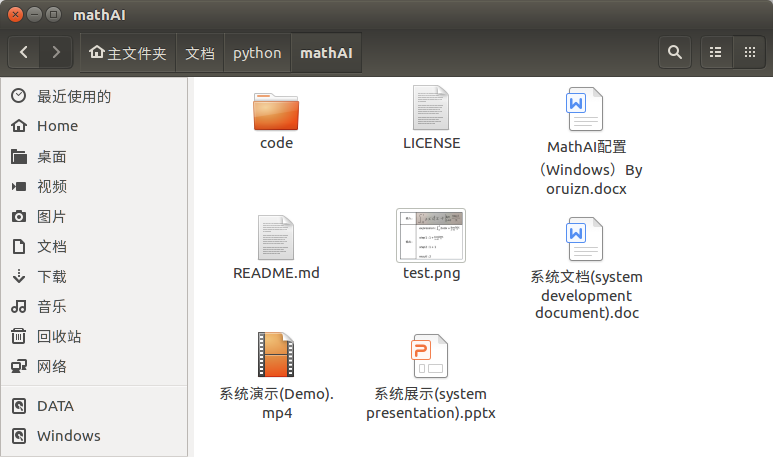 mathAI
主文件夹 文档 python mathAI
最近使用的
Home
桌面
视频
图片
文档
下载
音乐
回收站
网络
DATA
Windows
code
LICENSE
MathAI配置
（Windows）By
oruizn.docx
README.md
test.png
系统文档(system
development
document).doc
系统演示(Demo).
mp4
系统展示(system
presentation).pptx